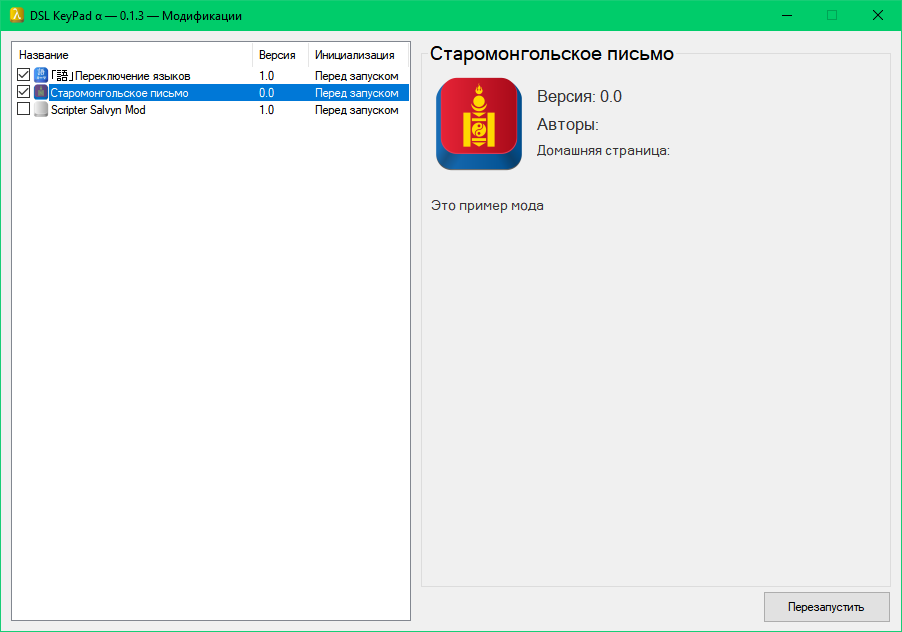 DSL KeyPad α — 0.1.3 — Модификации
Название Версия Инициализация
「語」Переключение языков 1.0 Перед запуском
Старомонгольское письмо 0.0 Перед запуском
Scripter Salvyn Mod 1.0 Перед запуском
Старомонгольское письмо
Версия: 0.0
Авторы:
Домашняя страница:
Это пример мода
Перезапустить